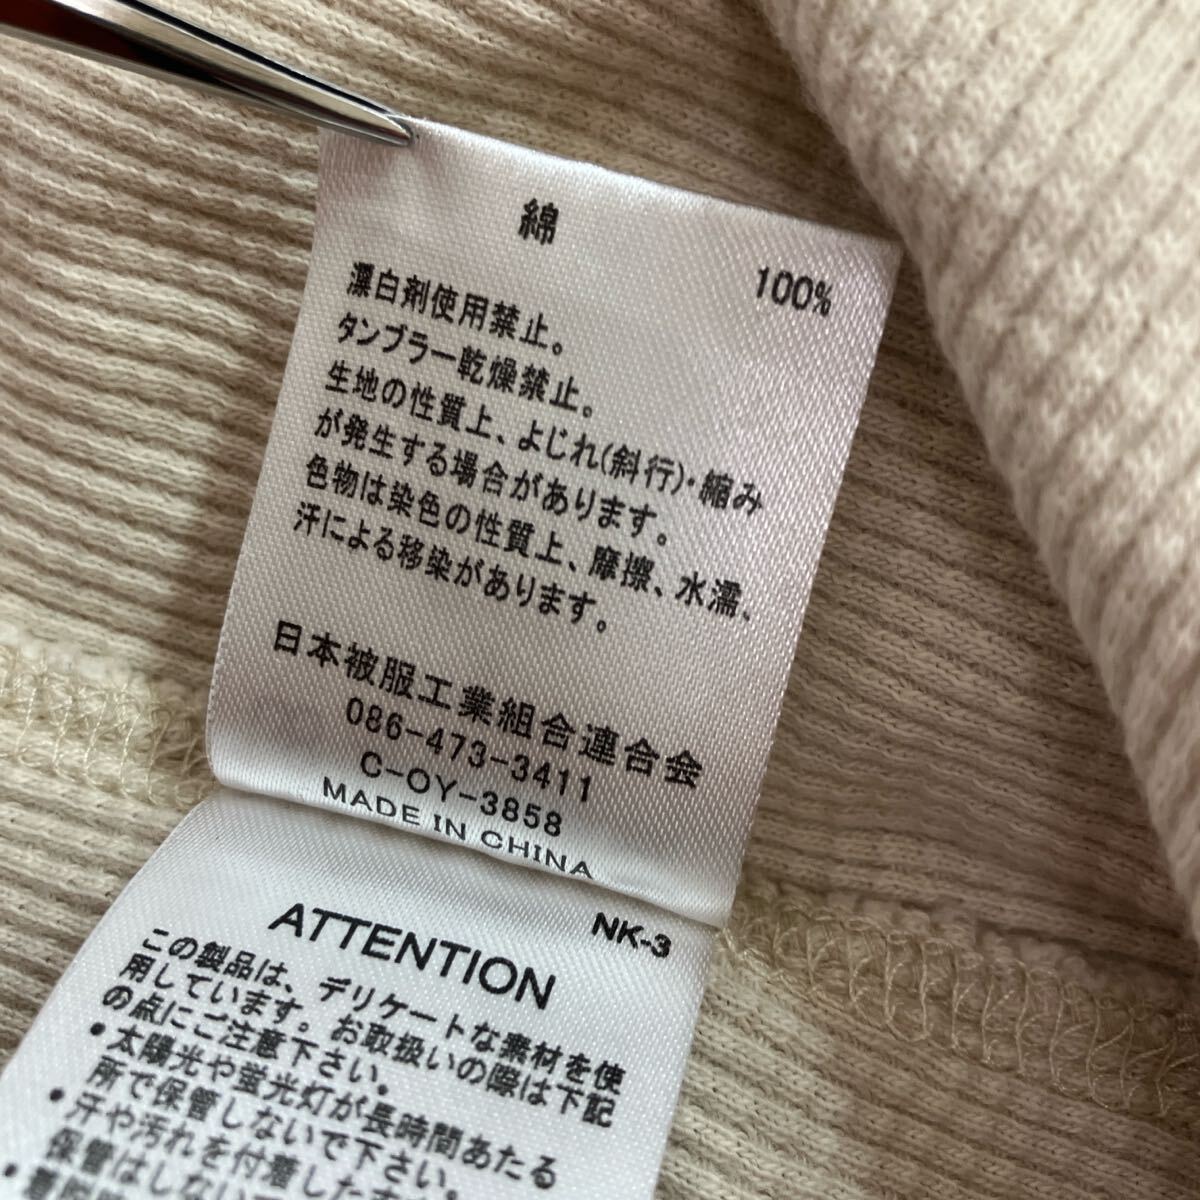 綿 100%
漂白剤使用禁止。
タンブラー乾燥禁止。
生地の性質上、よじれ(斜行)・縮み
が発生する場合があります。
色物は染色の性質上、摩擦、水濡、
汗による移染があります。
日本被服工業組合連合会
086-473-3411
C-OY-3858
MADE IN CHINA
NK-3
ATTENTION
この製品は、デリケートな素材を使
用しています。お取扱いの際は下記
の点にご注意下さい。
・太陽光や蛍光灯が長時間あたる
所で保管しないで下さい。
・汗や汚れを付着したまま
保管はしない